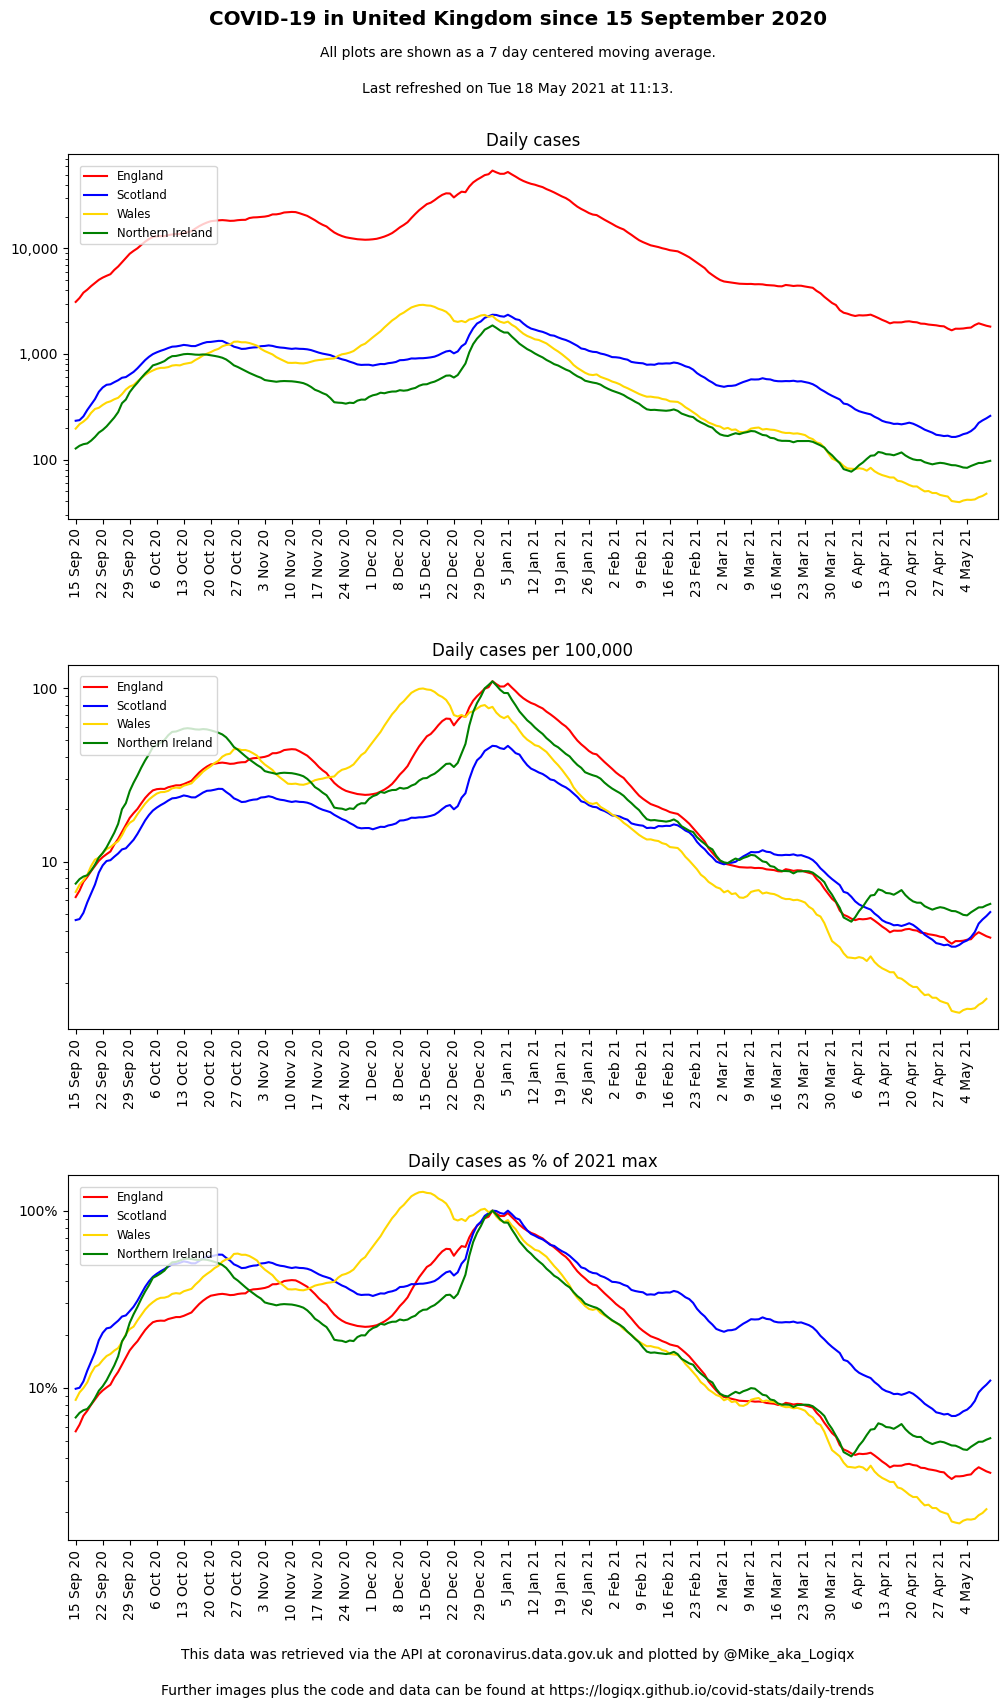 COVID-19 in United Kingdom since 15 September 2020
All plots are shown as a 7 day centered moving average.
Last refreshed on Tue 18 May 2021 at 11:13.
Daily cases
England
Scotland
Wales
Northern Ireland
10,000
1,000
100
15 Sep 20
22 Sep 20
29 Sep 20
6 Oct 20
13 Oct 20
20 Oct 20
27 Oct 20
3 Nov 20
10 Nov 20
17 Nov 20
24 Nov 20
1 Dec 20
8 Dec 20
15 Dec 20
22 Dec 20
29 Dec 20
5 Jan 21
12 Jan 21
19 Jan 21
26 Jan 21
2 Feb 21
9 Feb 21
16 Feb 21
23 Feb 21
2 Mar 21
9 Mar 21
16 Mar 21
23 Mar 21
30 Mar 21
6 Apr 21
13 Apr 21
20 Apr 21
27 Apr 21
4 May 21
Daily cases per 100,000
England
Scotland
Wales
Northern Ireland
100
10
15 Sep 20
22 Sep 20
29 Sep 20
6 Oct 20
13 Oct 20
20 Oct 20
27 Oct 20
3 Nov 20
10 Nov 20
17 Nov 20
24 Nov 20
1 Dec 20
8 Dec 20
15 Dec 20
22 Dec 20
29 Dec 20
5 Jan 21
12 Jan 21
19 Jan 21
26 Jan 21
2 Feb 21
9 Feb 21
16 Feb 21
23 Feb 21
2 Mar 21
9 Mar 21
16 Mar 21
23 Mar 21
30 Mar 21
6 Apr 21
13 Apr 21
20 Apr 21
27 Apr 21
4 May 21
Daily cases as % of 2021 max
England
Scotland
Wales
Northern Ireland
100%
10%
15 Sep 20
22 Sep 20
29 Sep 20
6 Oct 20
13 Oct 20
20 Oct 20
27 Oct 20
3 Nov 20
10 Nov 20
17 Nov 20
24 Nov 20
1 Dec 20
8 Dec 20
15 Dec 20
22 Dec 20
29 Dec 20
5 Jan 21
12 Jan 21
19 Jan 21
26 Jan 21
2 Feb 21
9 Feb 21
16 Feb 21
23 Feb 21
2 Mar 21
9 Mar 21
16 Mar 21
23 Mar 21
30 Mar 21
6 Apr 21
13 Apr 21
20 Apr 21
27 Apr 21
4 May 21
This data was retrieved via the API at coronavirus.data.gov.uk and plotted by @Mike_aka_Logiqx
Further images plus the code and data can be found at https://logiqx.github.io/covid-stats/daily-trends